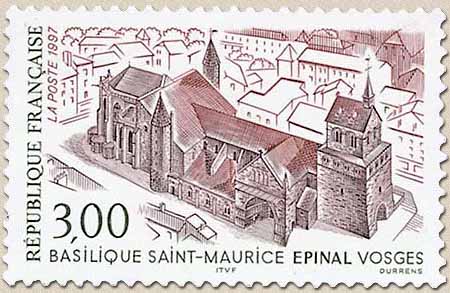 RÉPUBLIQUE FRANÇAISE
LA POSTE 1997
3,00
BASILIQUE SAINT-MAURICE EPINAL VOSGES
ITVF
DURRENS